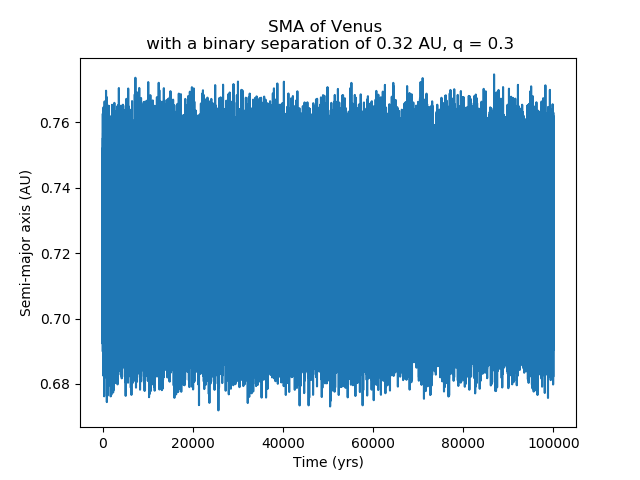 SMA of Venus
with a binary separation of 0.32 AU, q = 0.3
Semi-major axis (AU)
0.76
0.74
0.72
0.70
0.68
0
20000
40000
60000
80000
100000
Time (yrs)